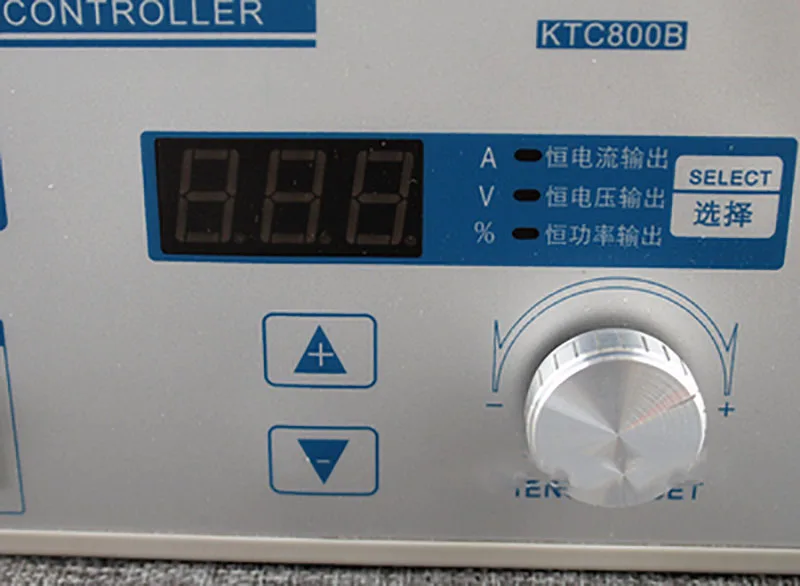 CONTROLLER
KTC800B
A 恒电流输出
V 恒电压输出
% 恒功率输出
SELECT
选择
+
-
- +